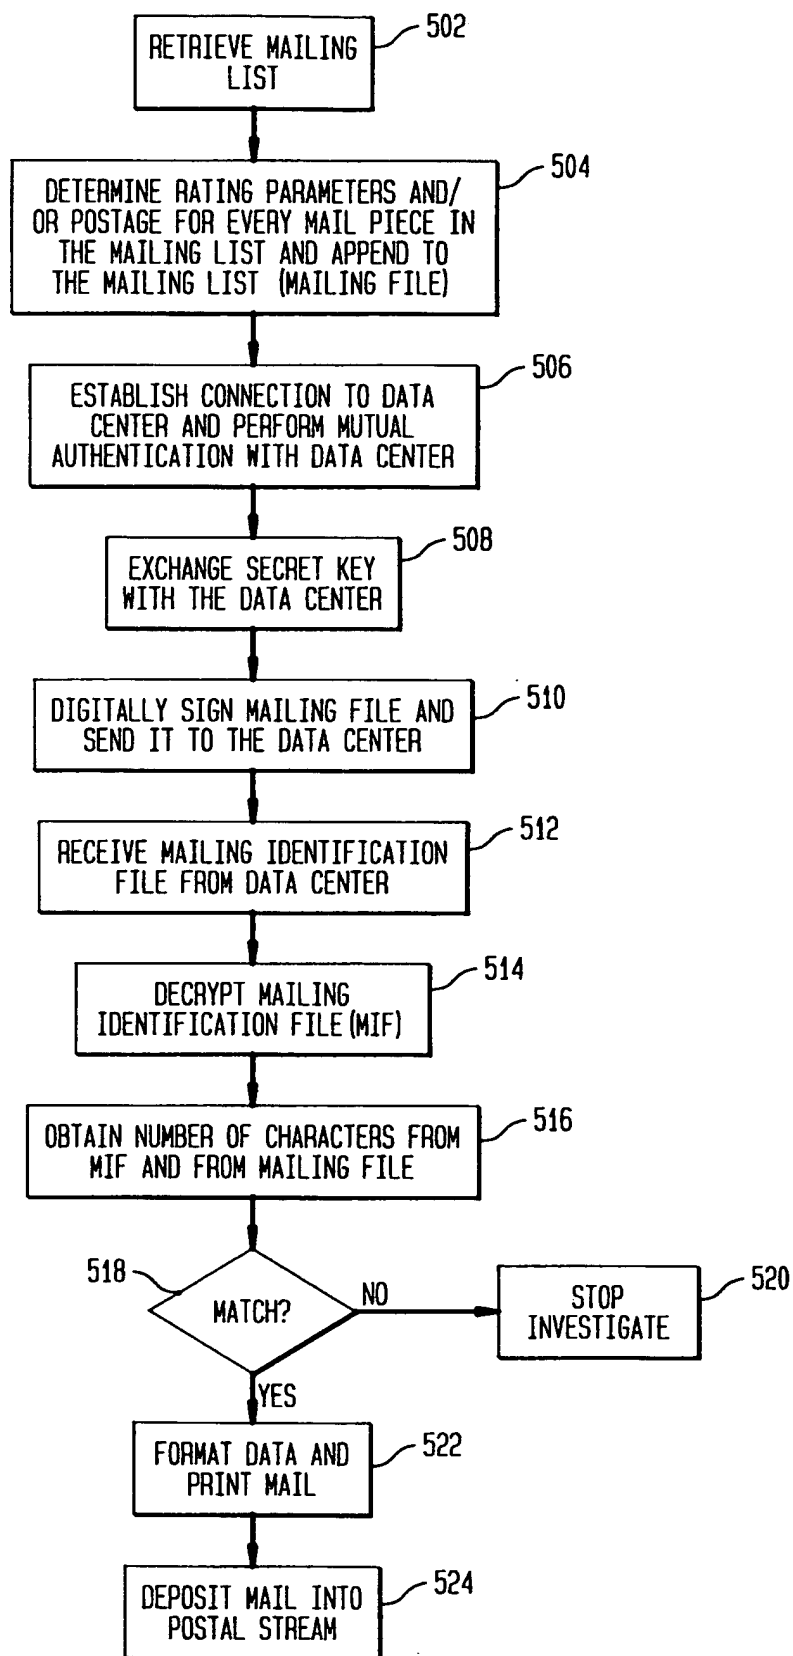 502
RETRIEVE MAILING
LIST
504
DETERMINE RATING PARAMETERS AND/
OR POSTAGE FOR EVERY MAIL PIECE IN
THE MAILING LIST AND APPEND TO
THE MAILING LIST (MAILING FILE)
506
ESTABLISH CONNECTION TO DATA
CENTER AND PERFORM MUTUAL
AUTHENTICATION WITH DATA CENTER
508
EXCHANGE SECRET KEY
WITH THE DATA CENTER
510
DIGITALLY SIGN MAILING FILE AND
SEND IT TO THE DATA CENTER
512
RECEIVE MAILING IDENTIFICATION
FILE FROM DATA CENTER
514
DECRYPT MAILING
IDENTIFICATION FILE (MIF)
516
OBTAIN NUMBER OF CHARACTERS FROM
MIF AND FROM MAILING FILE
518
MATCH?
NO
520
STOP
INVESTIGATE
YES
522
FORMAT DATA AND
PRINT MAIL
524
DEPOSIT MAIL INTO
POSTAL STREAM